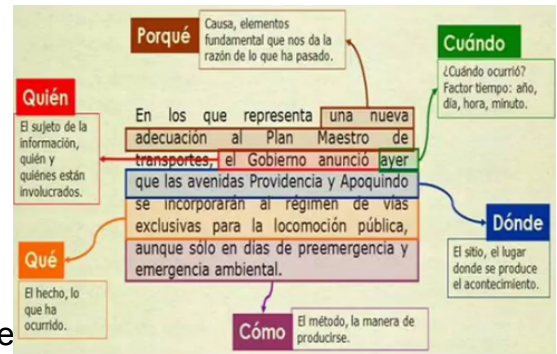 Porqué
Causa, elementos
fundamental que nos da la
razón de lo que ha pasado.
Cuándo
¿Cuándo ocurrió?
Factor tiempo: año,
día, hora, minuto.
Quién
El sujeto de la
información,
quién y
quiénes están
involucrados.
En los que representa una nueva
adecuación al Plan Maestro de
transportes, el Gobierno anunció ayer
que las avenidas Providencia y Apoquindo
se incorporarán al régimen de vías
exclusivas para la locomoción pública,
aunque sólo en días de preemergencia y
emergencia ambiental.
Dónde
El sitio, el lugar
donde se produce
el acontecimiento.
Qué
El hecho, lo
que ha
ocurrido.
Cómo
El método, la manera de
producirse.
e